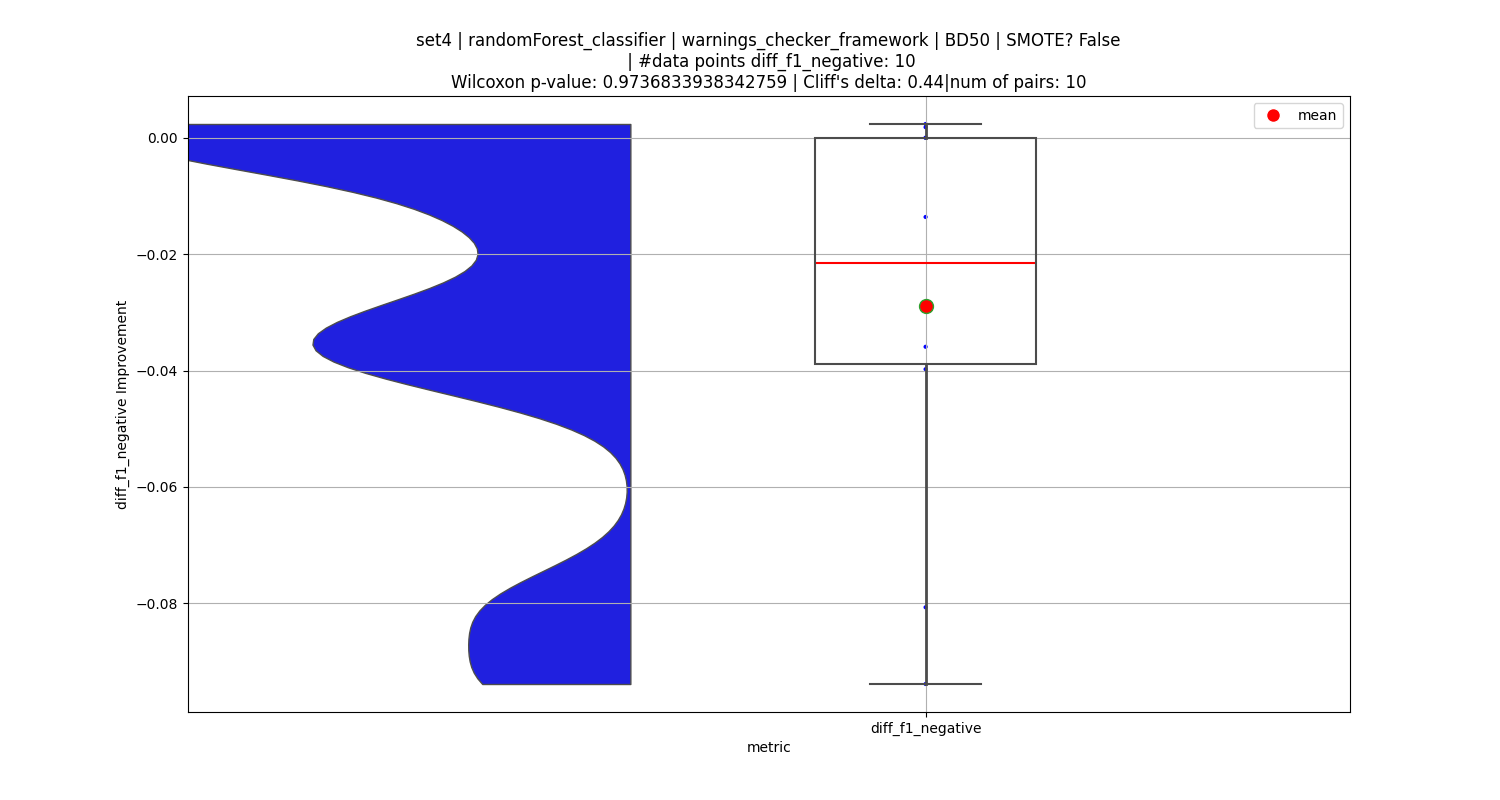 set4 | randomForest_classifier | warnings_checker_framework | BD50 | SMOTE? False
| #data points diff_f1_negative: 10
Wilcoxon p-value: 0.9736833938342759 | Cliff's delta: 0.44|num of pairs: 10
mean
0.00
−0.02
−0.04
−0.06
−0.08
diff_f1_negative Improvement
diff_f1_negative
metric